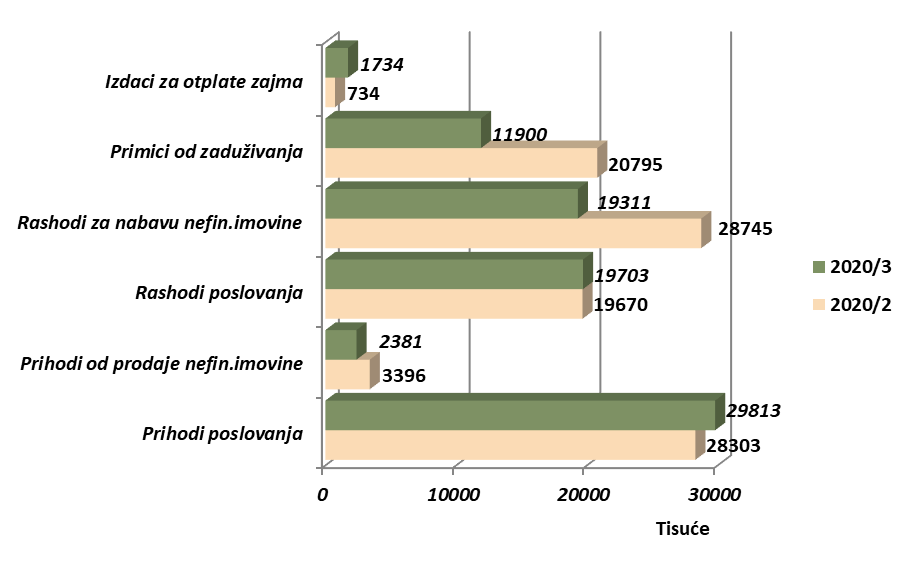 Izdaci za otplate zajma
1734
734
Primici od zaduživanja
11900
20795
Rashodi za nabavu nefin.imovine
19311
28745
Rashodi poslovanja
19703
19670
Prihodi od prodaje nefin.imovine
2381
3396
Prihodi poslovanja
29813
28303
2020/3
2020/2
0 10000 20000 30000
Tisuće